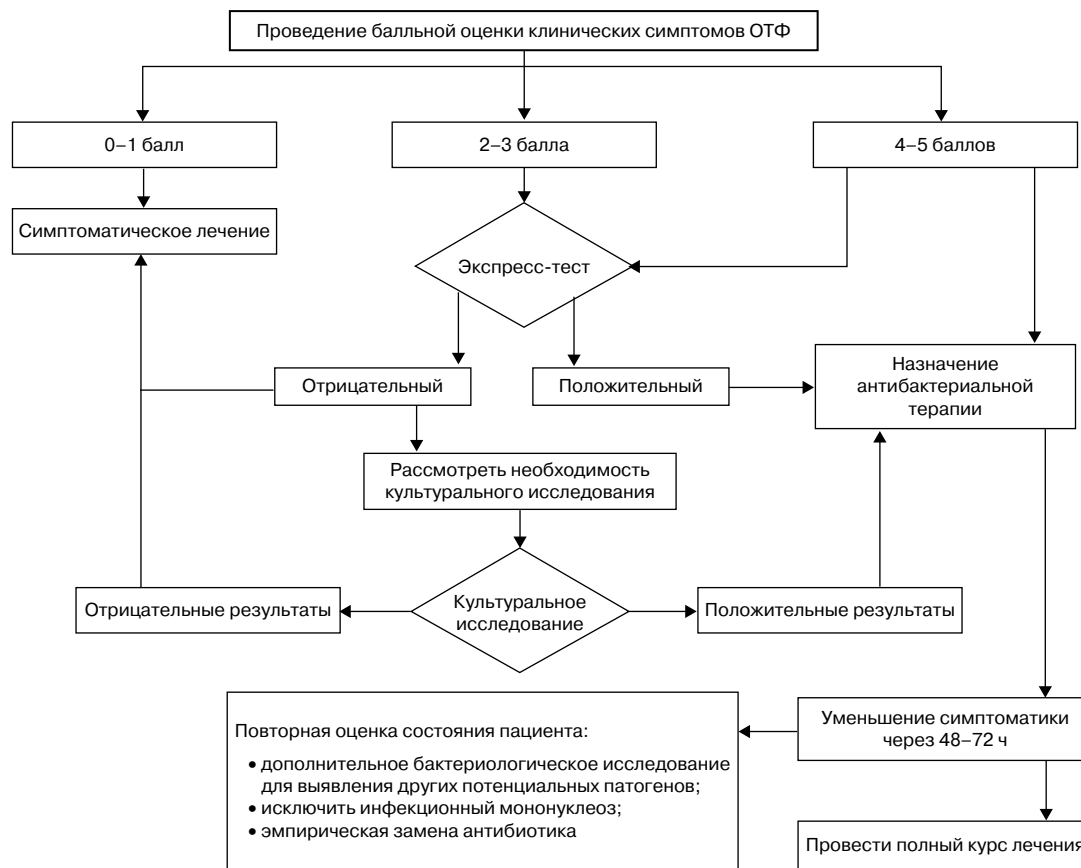 Проведение балльной оценки клинических симптомов ОТФ
0–1 балл
2–3 балла
4–5 баллов
Симптоматическое лечение
Экспресс-тест
Отрицательный
Положительный
Назначение
антибактериальной
терапии
Рассмотреть необходимость
культурального исследования
Отрицательные результаты
Культуральное
исследование
Положительные результаты
Повторная оценка состояния пациента:
• дополнительное бактериологическое исследование
для выявления других потенциальных патогенов;
• исключить инфекционный мононуклеоз;
• эмпирическая замена антибиотика
Уменьшение симптоматики
через 48–72 ч
Провести полный курс лечения